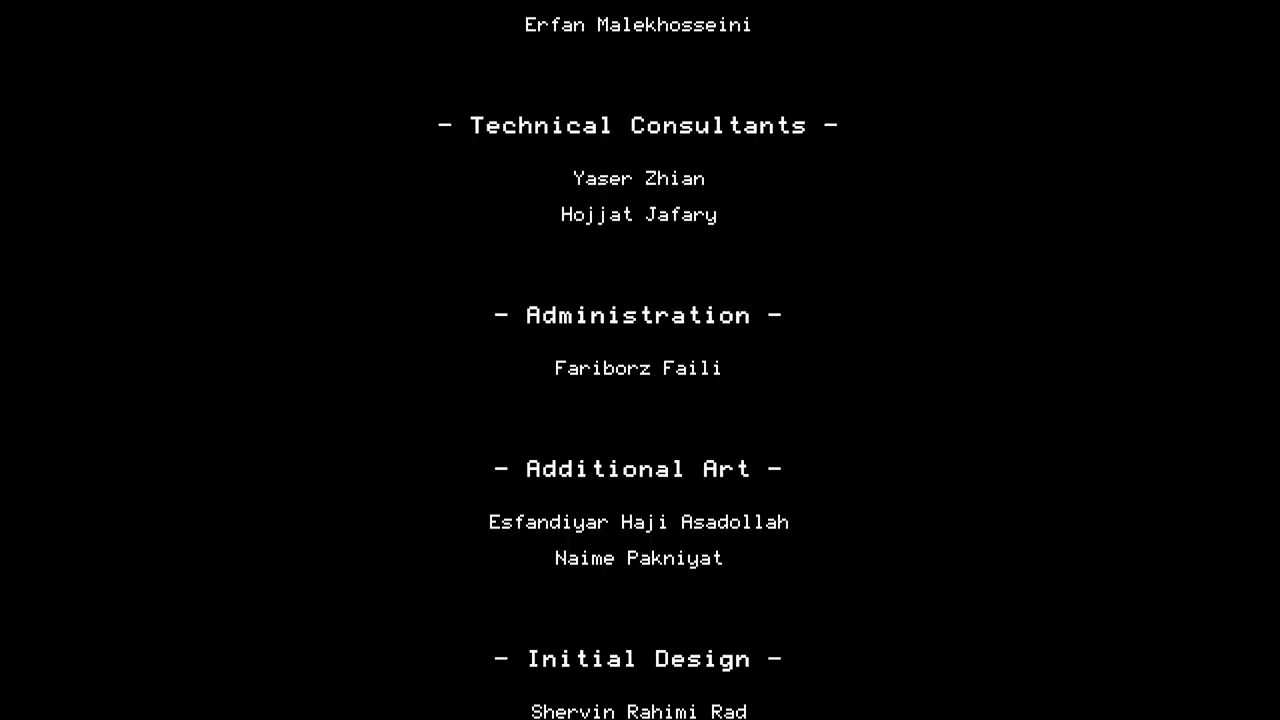 Erfan Malekhosseini
- Technical Consultants -
Yaser Zhian
Hojjat Jafary
- Administration -
Fariborz Faili
- Additional Art -
Esfandiyar Haji Asadollah
Naime Pakniyat
- Initial Design -
Shervin Rahimi Rad